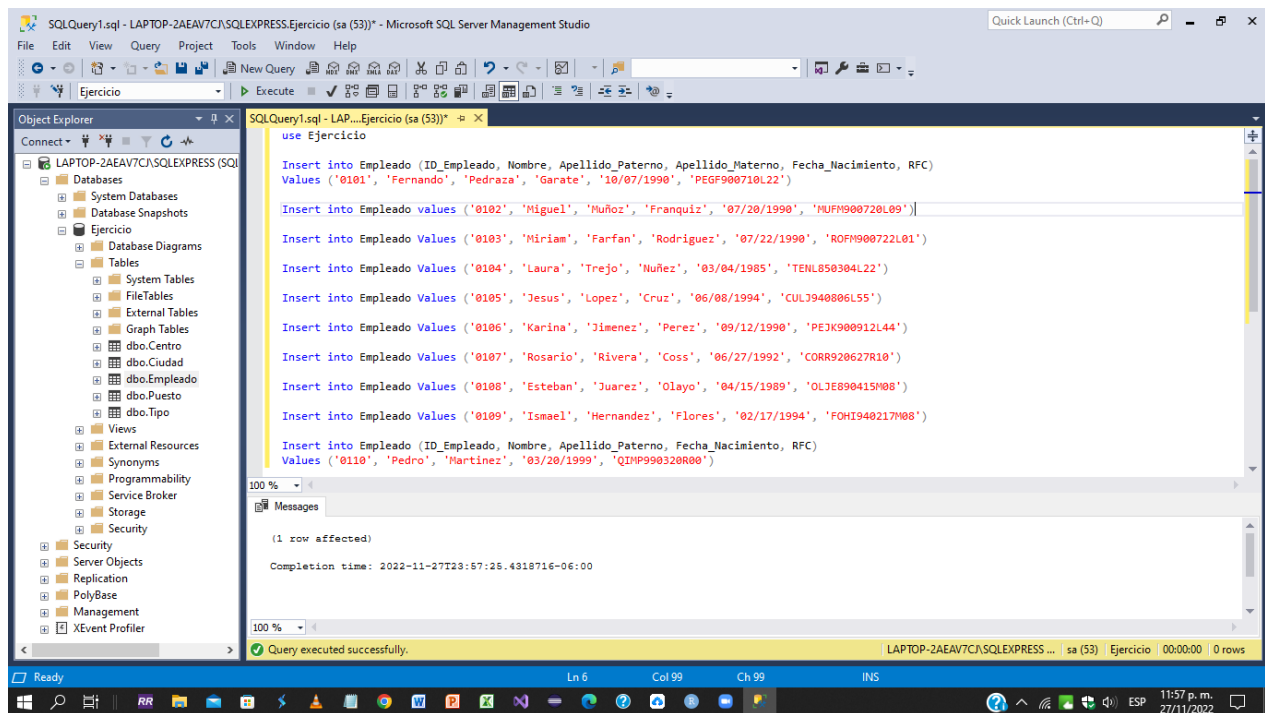 SQLQuery1.sql - LAPTOP-2AEAV7CJ\SQLEXPRESS.Ejercicio (sa (53))* - Microsoft SQL Server Management Studio
Quick Launch (Ctrl+Q)
File Edit View Query Project Tools Window Help
New Query
Ejercicio
Execute
Object Explorer
Connect
LAPTOP-2AEAV7CJ\SQLEXPRESS (SQL
Databases
System Databases
Database Snapshots
Ejercicio
Database Diagrams
Tables
System Tables
FileTables
External Tables
Graph Tables
dbo.Centro
dbo.Ciudad
dbo.Empleado
dbo.Puesto
dbo.Tipo
Views
External Resources
Synonyms
Programmability
Service Broker
Storage
Security
Security
Server Objects
Replication
PolyBase
Management
XEvent Profiler
SQLQuery1.sql - LAP....Ejercicio (sa (53))*
use Ejercicio
Insert into Empleado (ID_Empleado, Nombre, Apellido_Paterno, Apellido_Materno, Fecha_Nacimiento, RFC)
Values ('0101', 'Fernando', 'Pedraza', 'Garate', '10/07/1990', 'PEGF900710L22')
Insert into Empleado values ('0102', 'Miguel', 'Muñoz', 'Franquiz', '07/20/1990', 'MUFM900720L09')
Insert into Empleado Values ('0103', 'Miriam', 'Farfan', 'Rodriguez', '07/22/1990', 'ROFM900722L01')
Insert into Empleado Values ('0104', 'Laura', 'Trejo', 'Nuñez', '03/04/1985', 'TENL850304L22')
Insert into Empleado Values ('0105', 'Jesus', 'Lopez', 'Cruz', '06/08/1994', 'CULJ940806L55')
Insert into Empleado Values ('0106', 'Karina', 'Jimenez', 'Perez', '09/12/1990', 'PEJK900912L44')
Insert into Empleado Values ('0107', 'Rosario', 'Rivera', 'Coss', '06/27/1992', 'CORR920627R10')
Insert into Empleado Values ('0108', 'Esteban', 'Juarez', 'Olayo', '04/15/1989', 'OLJE890415M08')
Insert into Empleado Values ('0109', 'Ismael', 'Hernandez', 'Flores', '02/17/1994', 'FOHI940217M08')
Insert into Empleado (ID_Empleado, Nombre, Apellido_Paterno, Fecha_Nacimiento, RFC)
Values ('0110', 'Pedro', 'Martinez', '03/20/1999', 'QIMP990320R00')
100 %
Messages
(1 row affected)
Completion time: 2022-11-27T23:57:25.4318716-06:00
100 %
Query executed successfully.
LAPTOP-2AEAV7CJ\SQLEXPRESS ... sa (53) Ejercicio 00:00:00 0 rows
Ready Ln 6 Col 99 Ch 99 INS
RR
ESP
11:57 p. m.
27/11/2022